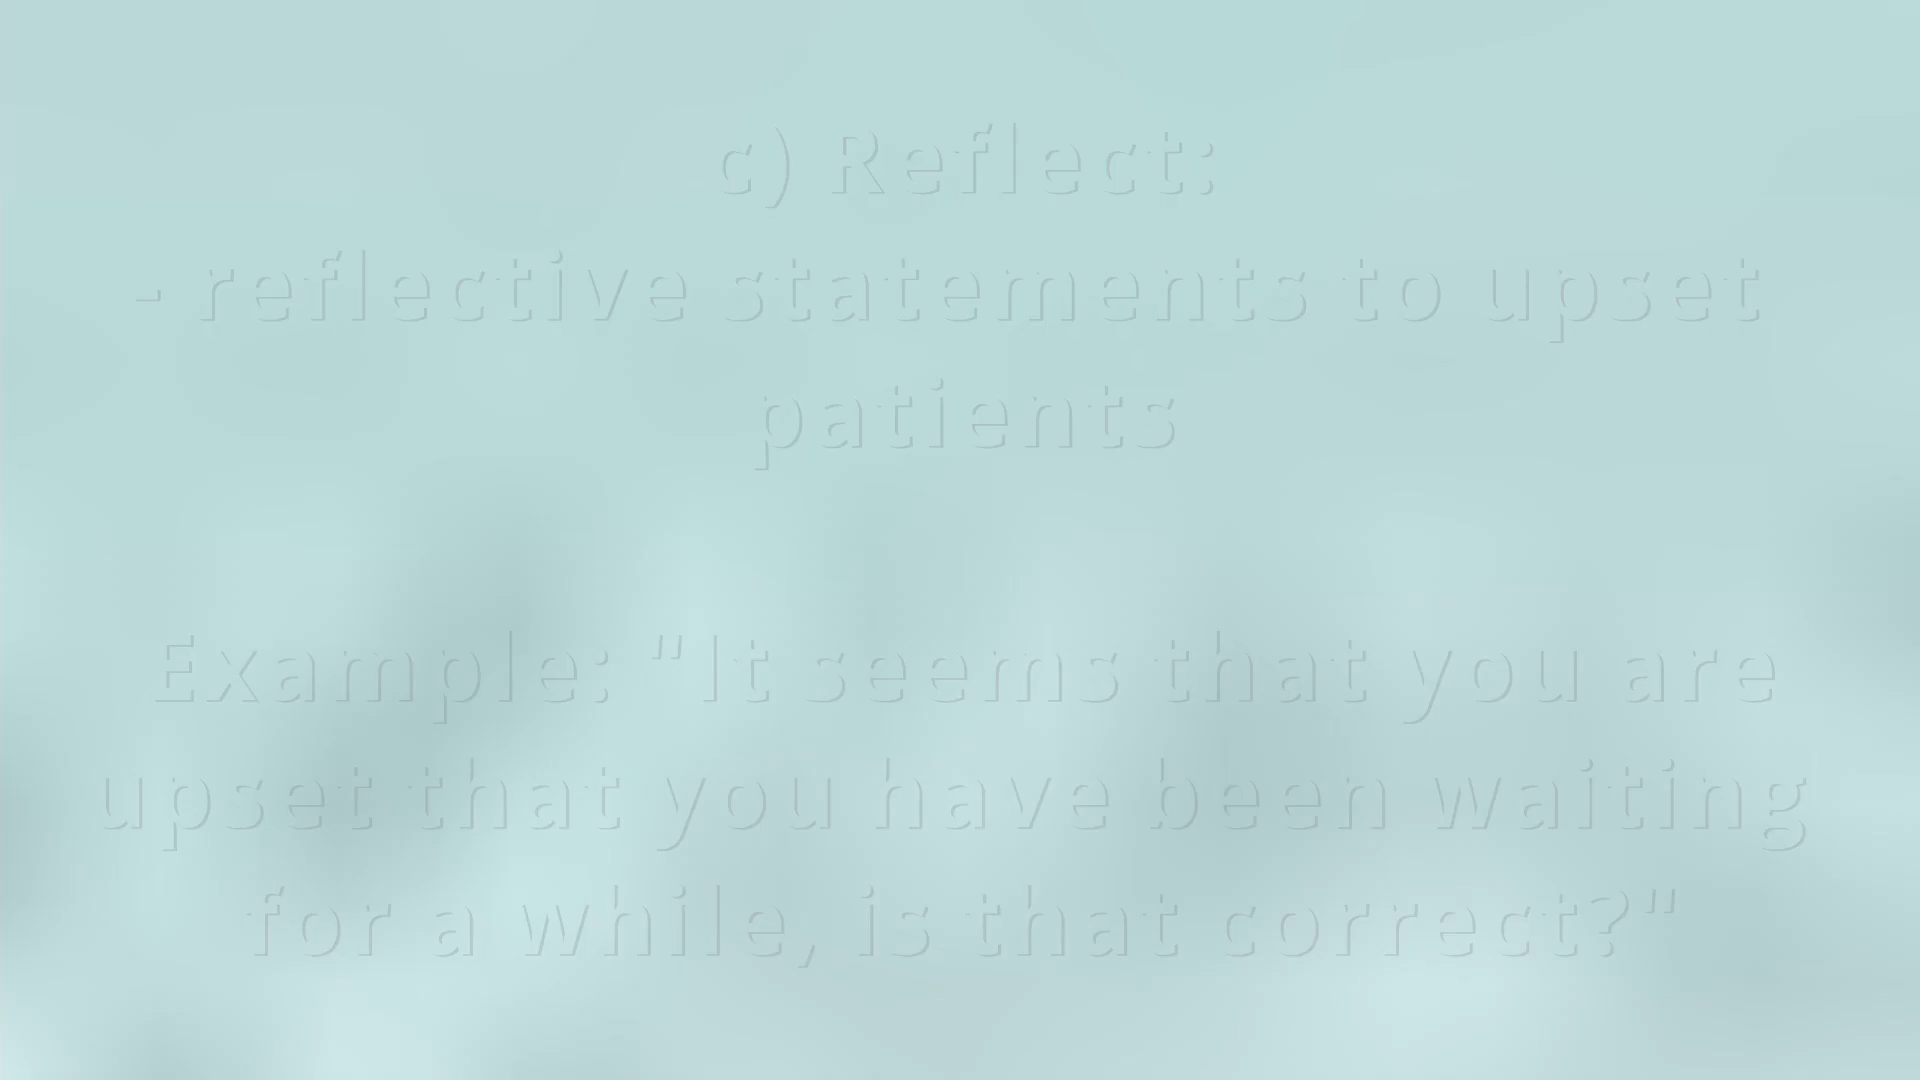 c) Reflect:
- reflective statements to upset
patients
Example: "It seems that you are
upset that you have been waiting
for a while, is that correct?"